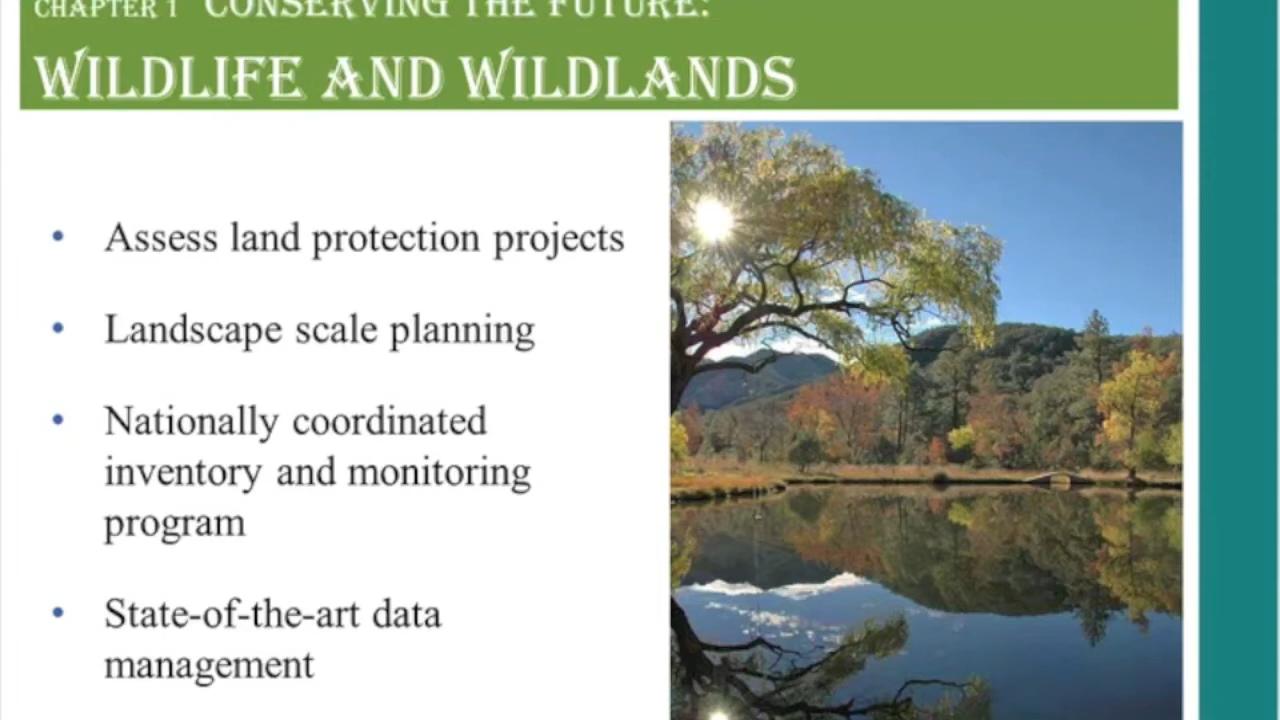 CHAPTER 1 CONSERVING THE FUTURE:
WILDLIFE AND WILDLANDS
• Assess land protection projects
• Landscape scale planning
• Nationally coordinated
inventory and monitoring
program
• State-of-the-art data
management